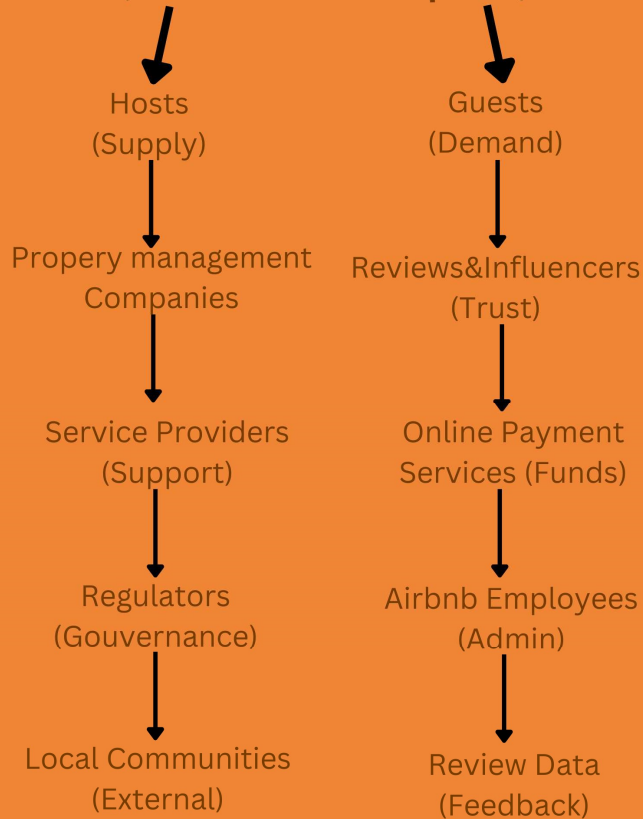 Hosts
(Supply)
Propery management
Companies
Service Providers
(Support)
Regulators
(Gouvernance)
Local Communities
(External)
Guests
(Demand)
Reviews&Influencers
(Trust)
Online Payment
Services (Funds)
Airbnb Employees
(Admin)
Review Data
(Feedback)